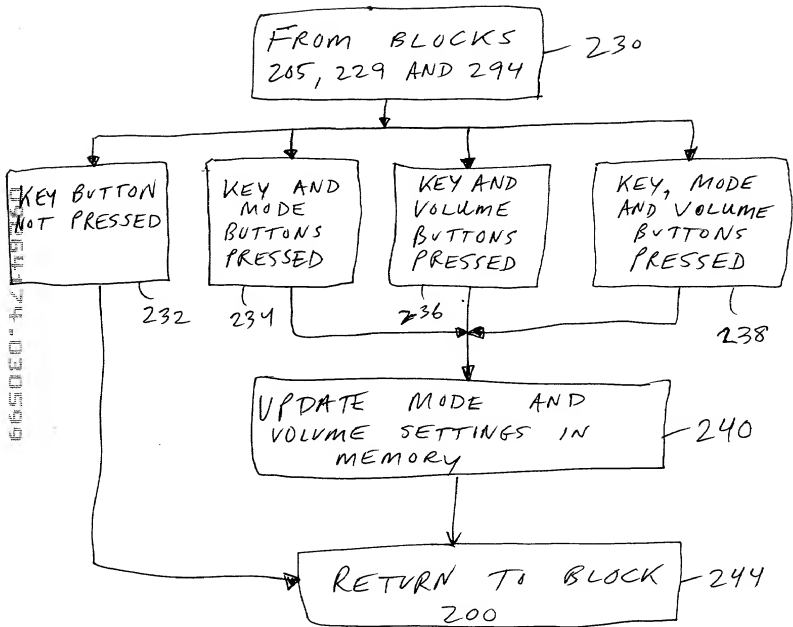 FROM BLOCKS
205, 229 AND 294
230
KEY BUTTON
NOT PRESSED
232
KEY AND
MODE
BUTTONS
PRESSED
234
KEY AND
VOLUME
BUTTONS
PRESSED
236
KEY, MODE
AND VOLUME
BUTTONS
PRESSED
238
UPDATE MODE AND
VOLUME SETTINGS IN
MEMORY
240
RETURN TO BLOCK
200
244